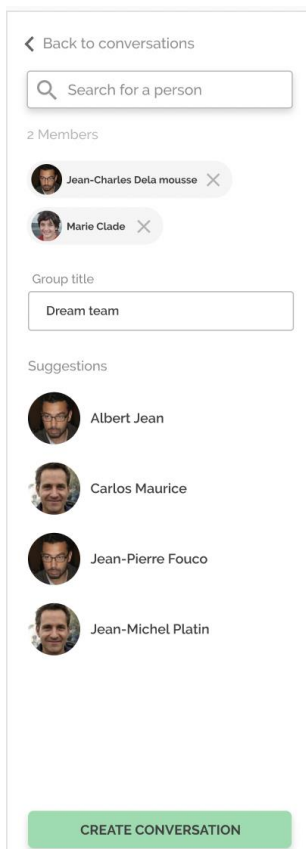 Back to conversations
Search for a person
2 Members
Jean-Charles Dela mousse
Marie Clade
Group title
Dream team
Suggestions
Albert Jean
Carlos Maurice
Jean-Pierre Fouco
Jean-Michel Platin
CREATE CONVERSATION